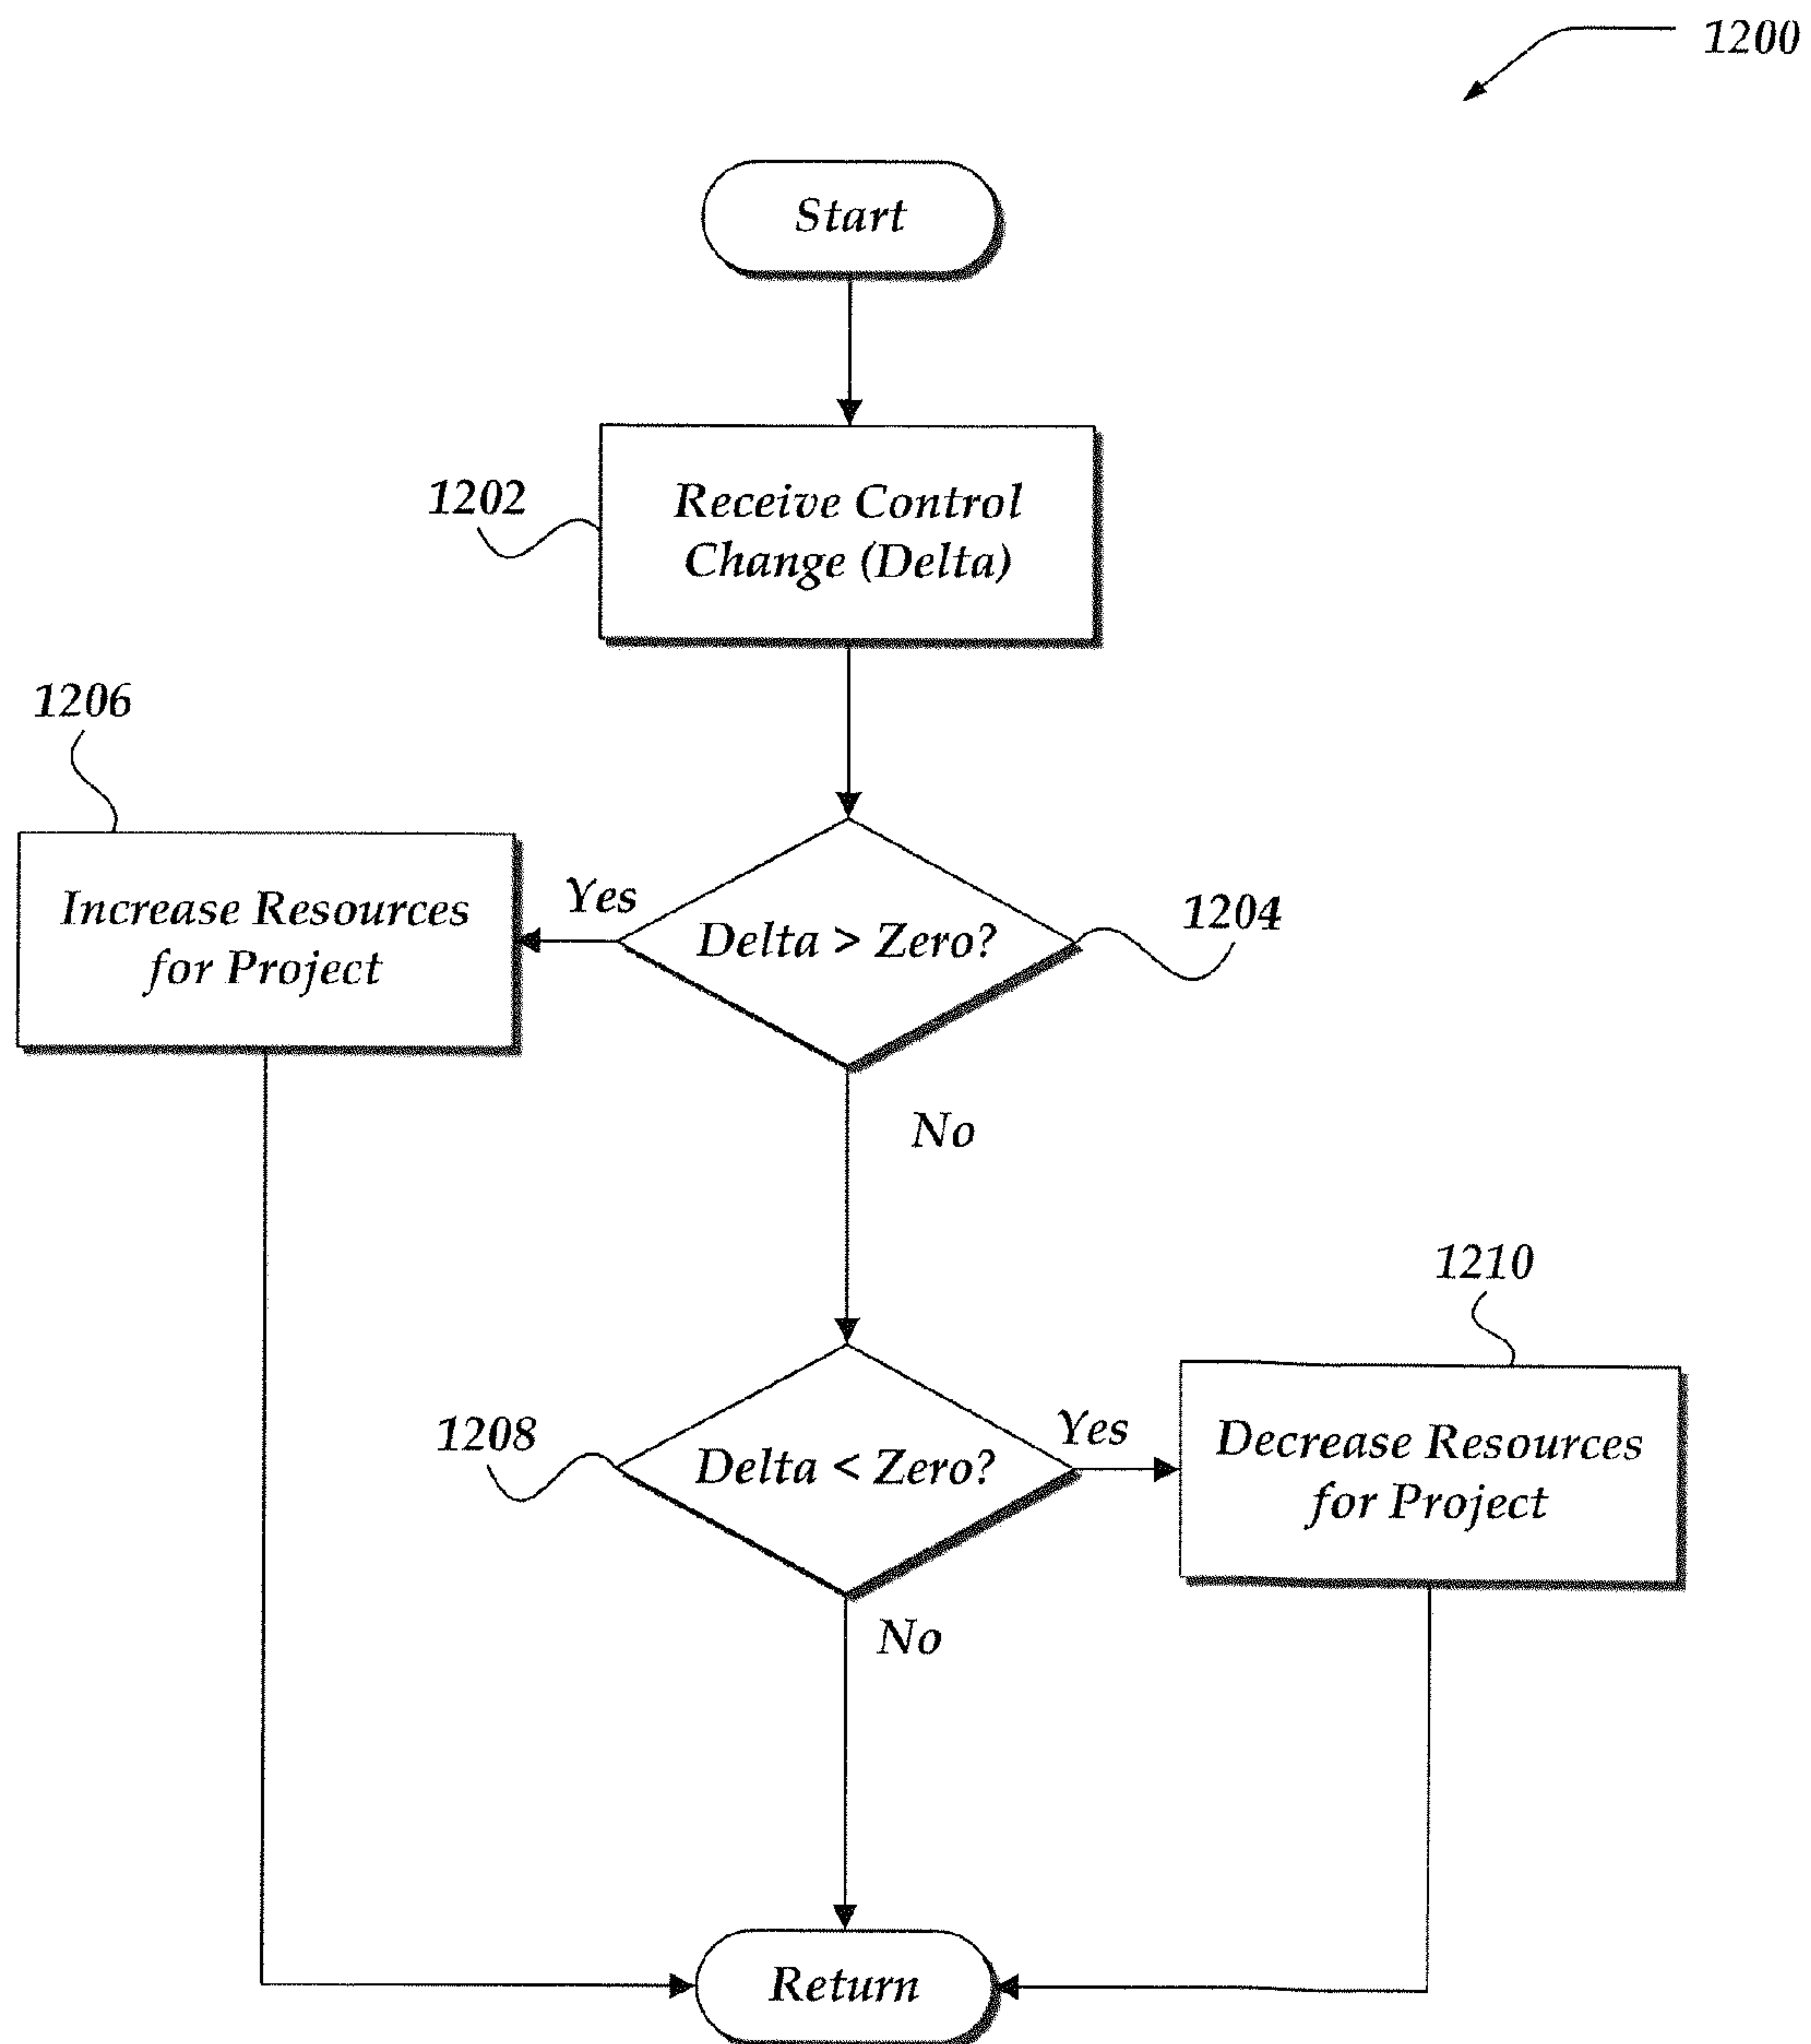 1200
Start
1202
Receive Control
Change (Delta)
1206
Increase Resources
for Project
Yes
Delta > Zero?
1204
No
1210
1208
Delta < Zero?
Yes
Decrease Resources
for Project
No
Return